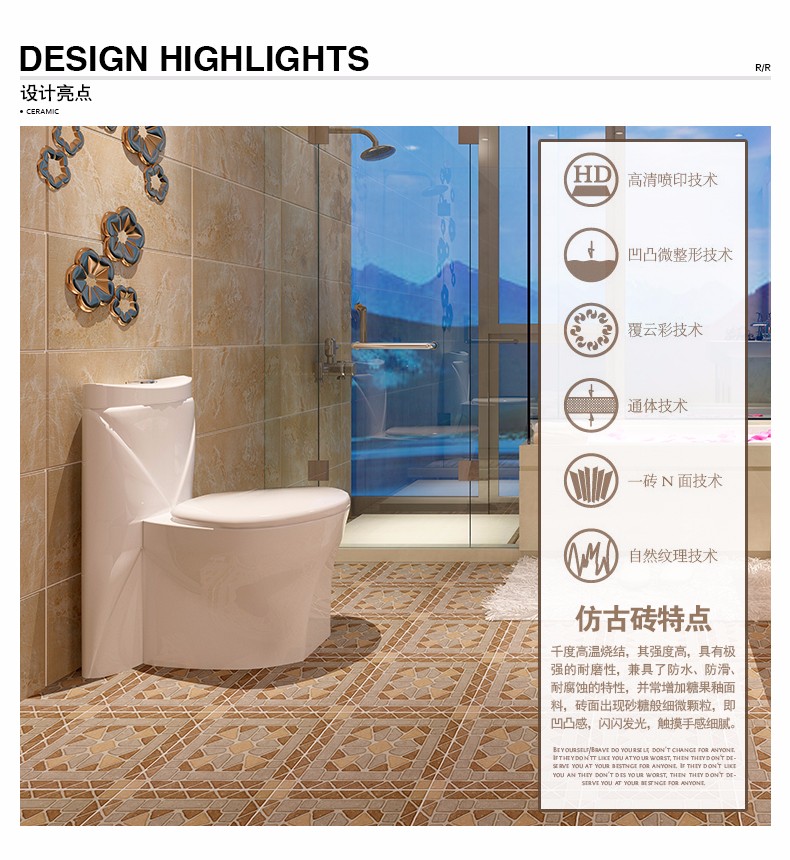 DESIGN HIGHLIGHTS
R/R
设计亮点
• CERAMIC
HD
高清喷印技术
凹凸微整形技术
覆云彩技术
通体技术
一砖 N 面技术
自然纹理技术
仿古砖特点
千度高温烧结，其强度高，具有极
强的耐磨性，兼具了防水、防滑、
耐腐蚀的特性，并常增加糖果釉面
料，砖面出现砂糖般细微颗粒，即
凹凸感，闪闪发光，触摸手感细腻。
BE YOURSELF/BRAVE DO YOURSELF, DON'T CHANGE FOR ANYONE.
IF THEY DON'TT LIKE YOU AT YOUR WORST, THEN THEY DON'T DE-
SERVE YOU AT YOUR BESTNGE FOR ANYONE. IF THEY DON'T LIKE
YOU AN THEY DON'T DES YOUR WORST, THEN THEY DON'T DE-
SERVE YOU AT YOUR BESTNGE FOR ANYONE.